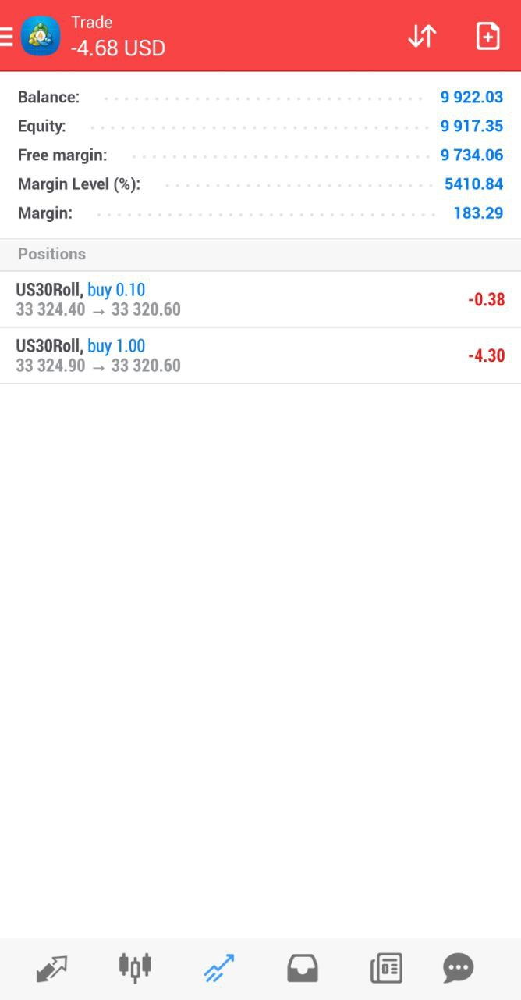 Trade
-4.68 USD
Balance: 9 922.03
Equity: 9 917.35
Free margin: 9 734.06
Margin Level (%): 5410.84
Margin: 183.29
Positions
US30Roll, buy 0.10
33 324.40 → 33 320.60 -0.38
US30Roll, buy 1.00
33 324.90 → 33 320.60 -4.30